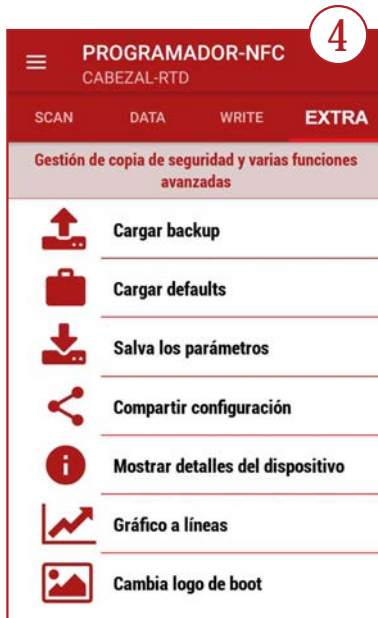 4
PROGRAMADOR-NFC
CABEZAL-RTD
SCAN DATA WRITE EXTRA
Gestión de copia de seguridad y varias funciones
avanzadas
Cargar backup
Cargar defaults
Salva los parámetros
Compartir configuración
Mostrar detalles del dispositivo
Gráfico a líneas
Cambia logo de boot